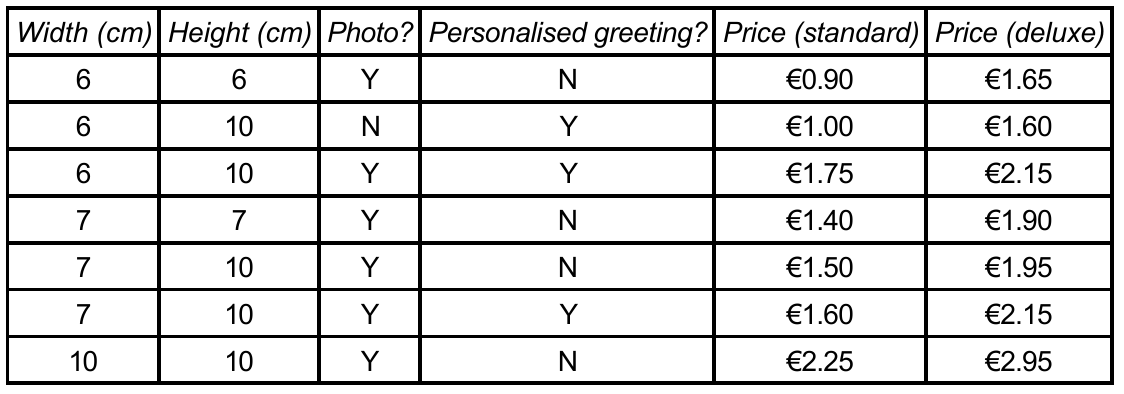 Width (cm) Height (cm) Photo? Personalised greeting? Price (standard) Price (deluxe)
6 6 Y N €0.90 €1.65
6 10 N Y €1.00 €1.60
6 10 Y Y €1.75 €2.15
7 7 Y N €1.40 €1.90
7 10 Y N €1.50 €1.95
7 10 Y Y €1.60 €2.15
10 10 Y N €2.25 €2.95